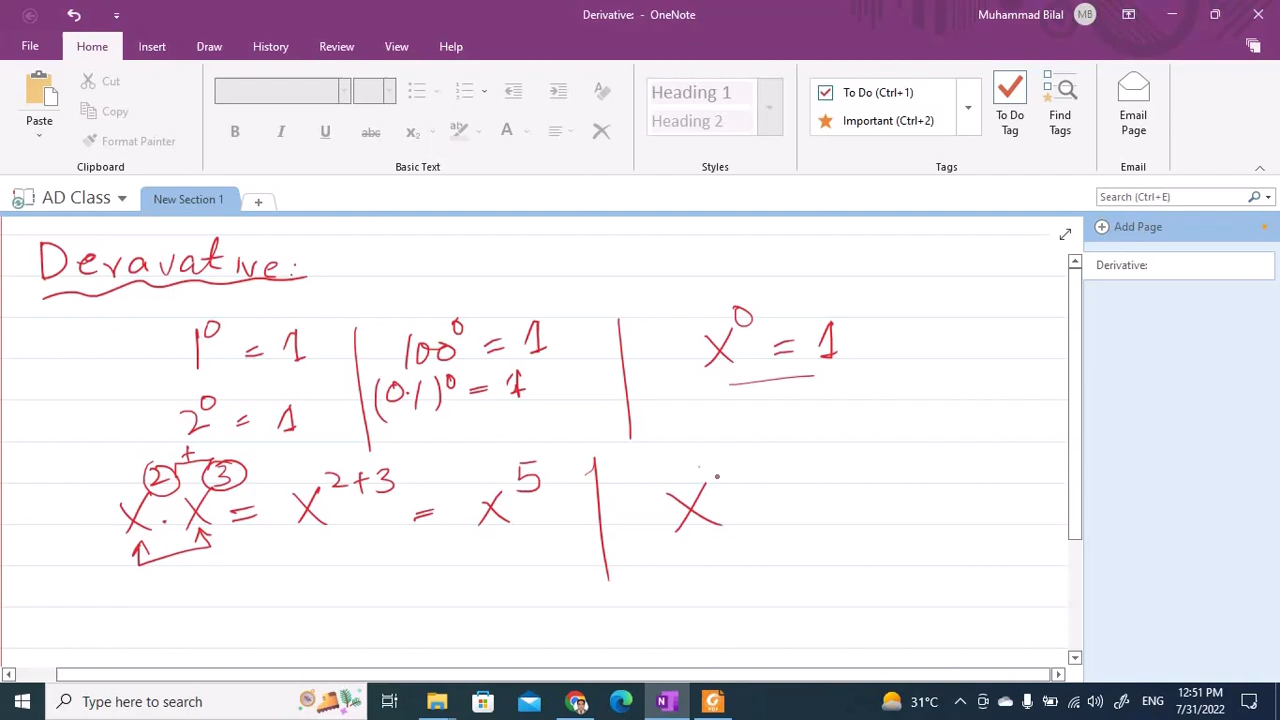 Derivative: - OneNote
Muhammad Bilal MB
File Home Insert Draw History Review View Help
Paste
Cut
Copy
Format Painter
Clipboard
B I U abc x₂ A
Basic Text
Heading 1
Heading 2
Styles
To Do (Ctrl+1)
Important (Ctrl+2)
To Do Tag
Find Tags
Tags
Email Page
Email
AD Class New Section 1 +
Search (Ctrl+E)
Add Page
Derivative:
Deravative:
1⁰ = 1 | 100⁰ = 1 | x⁰ = 1
(0.1)⁰ = 1
2⁰ = 1
+
x² . x³ = x²⁺³ = x⁵ | x
Type here to search
31°C ENG 12:51 PM
7/31/2022